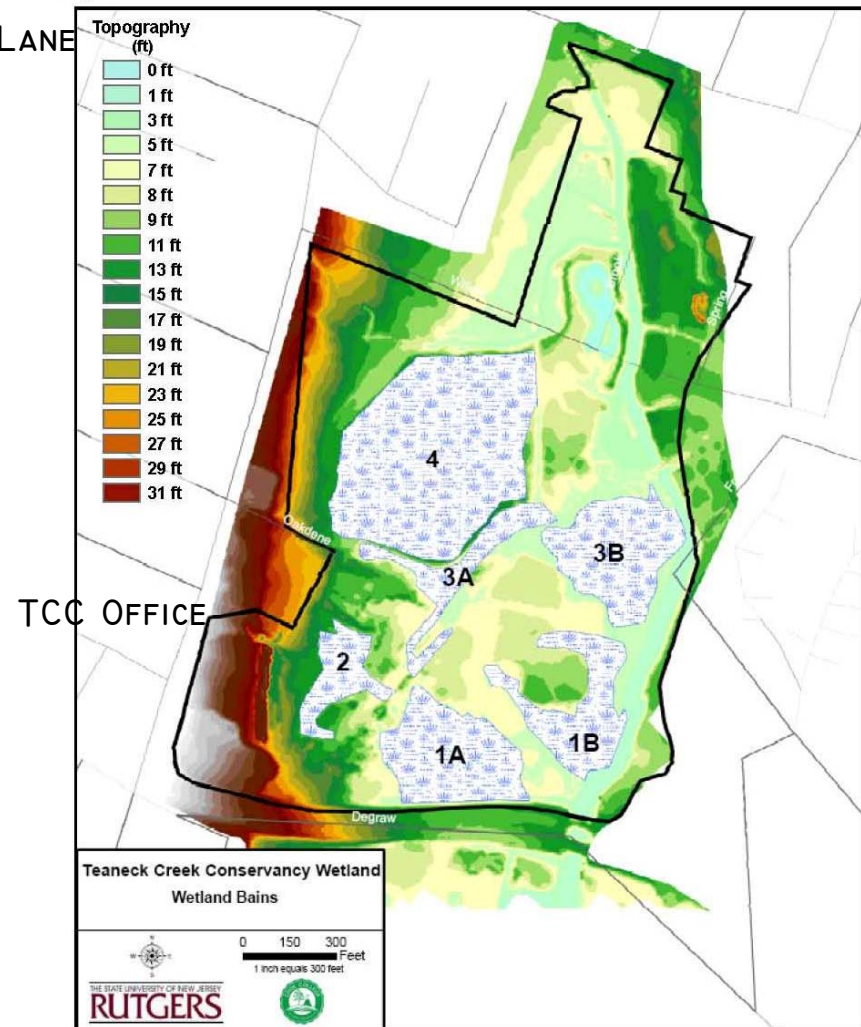 LANE
Topography
(ft)
0 ft
1 ft
3 ft
5 ft
7 ft
8 ft
9 ft
11 ft
13 ft
15 ft
17 ft
19 ft
21 ft
23 ft
25 ft
27 ft
29 ft
31 ft
Spring
4
Oakdene
3B
3A
TCC OFFICE
2
1A
1B
Degraw
Teaneck Creek Conservancy Wetland
Wetland Bains
N
W
E
S
0 150 300
Feet
1 inch equals 300 feet
THE STATE UNIVERSITY OF NEW JERSEY
RUTGERS